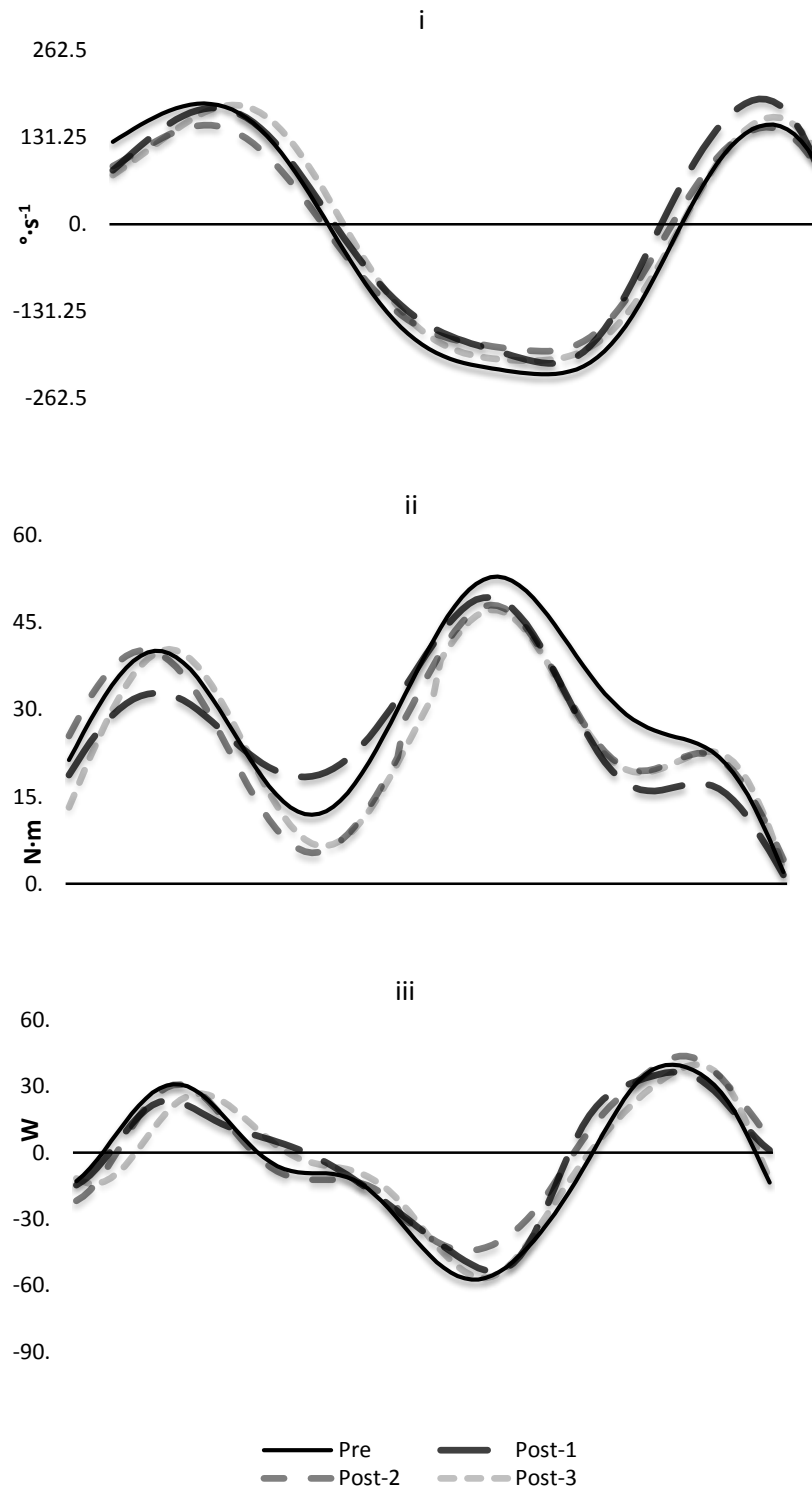 i
262.5
131.25
0.
-131.25
-262.5
°·s-1
ii
60.
45.
30.
15.
0.
N·m
iii
60.
30.
0.
-30.
-60.
-90.
W
Pre Post-1
Post-2 Post-3